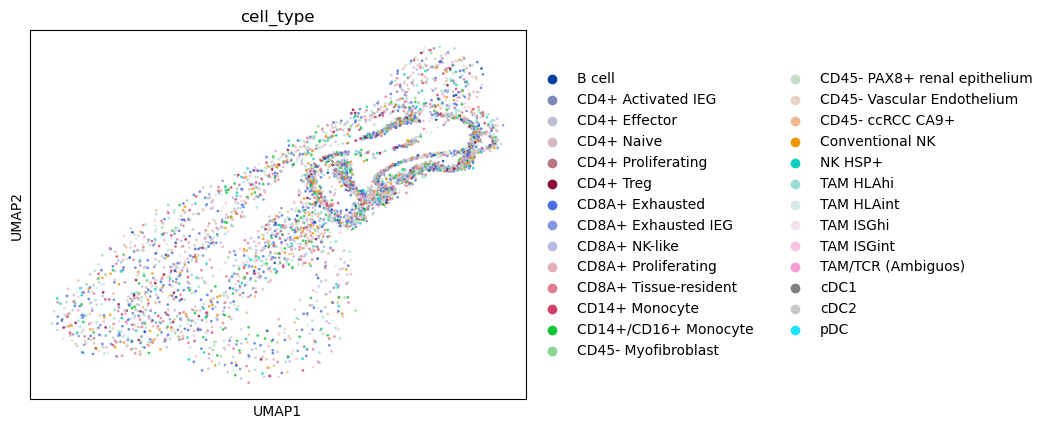 cell_type
UMAP2
UMAP1
B cell
CD4+ Activated IEG
CD4+ Effector
CD4+ Naive
CD4+ Proliferating
CD4+ Treg
CD8A+ Exhausted
CD8A+ Exhausted IEG
CD8A+ NK-like
CD8A+ Proliferating
CD8A+ Tissue-resident
CD14+ Monocyte
CD14+/CD16+ Monocyte
CD45- Myofibroblast
CD45- PAX8+ renal epithelium
CD45- Vascular Endothelium
CD45- ccRCC CA9+
Conventional NK
NK HSP+
TAM HLAhi
TAM HLAint
TAM ISGhi
TAM ISGint
TAM/TCR (Ambiguos)
cDC1
cDC2
pDC